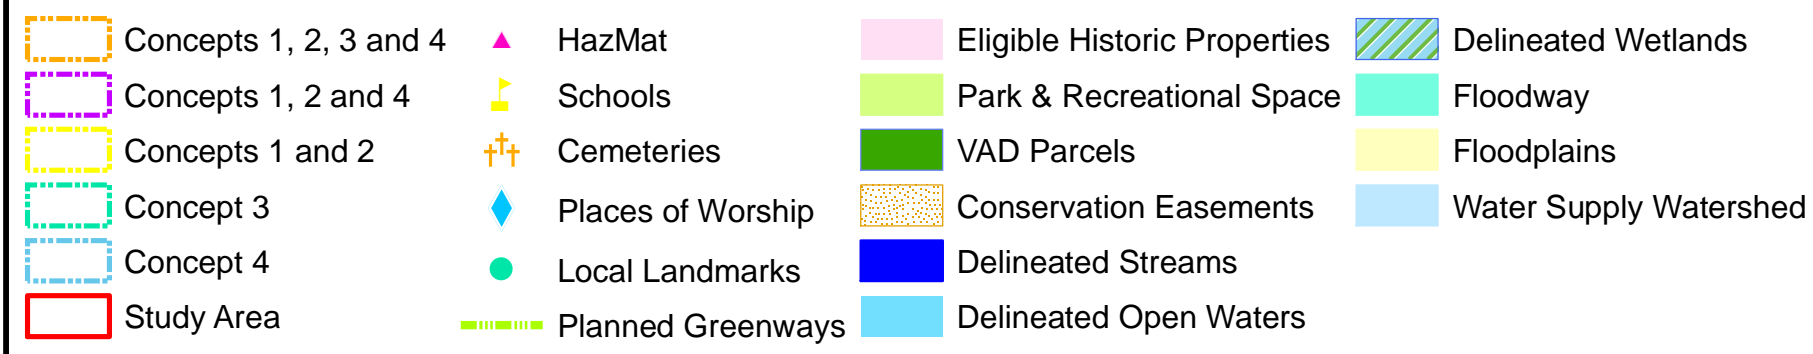 Concepts 1, 2, 3 and 4
Concepts 1, 2 and 4
Concepts 1 and 2
Concept 3
Concept 4
Study Area
HazMat
Schools
Cemeteries
Places of Worship
Local Landmarks
Planned Greenways
Eligible Historic Properties
Park & Recreational Space
VAD Parcels
Conservation Easements
Delineated Streams
Delineated Open Waters
Delineated Wetlands
Floodway
Floodplains
Water Supply Watershed